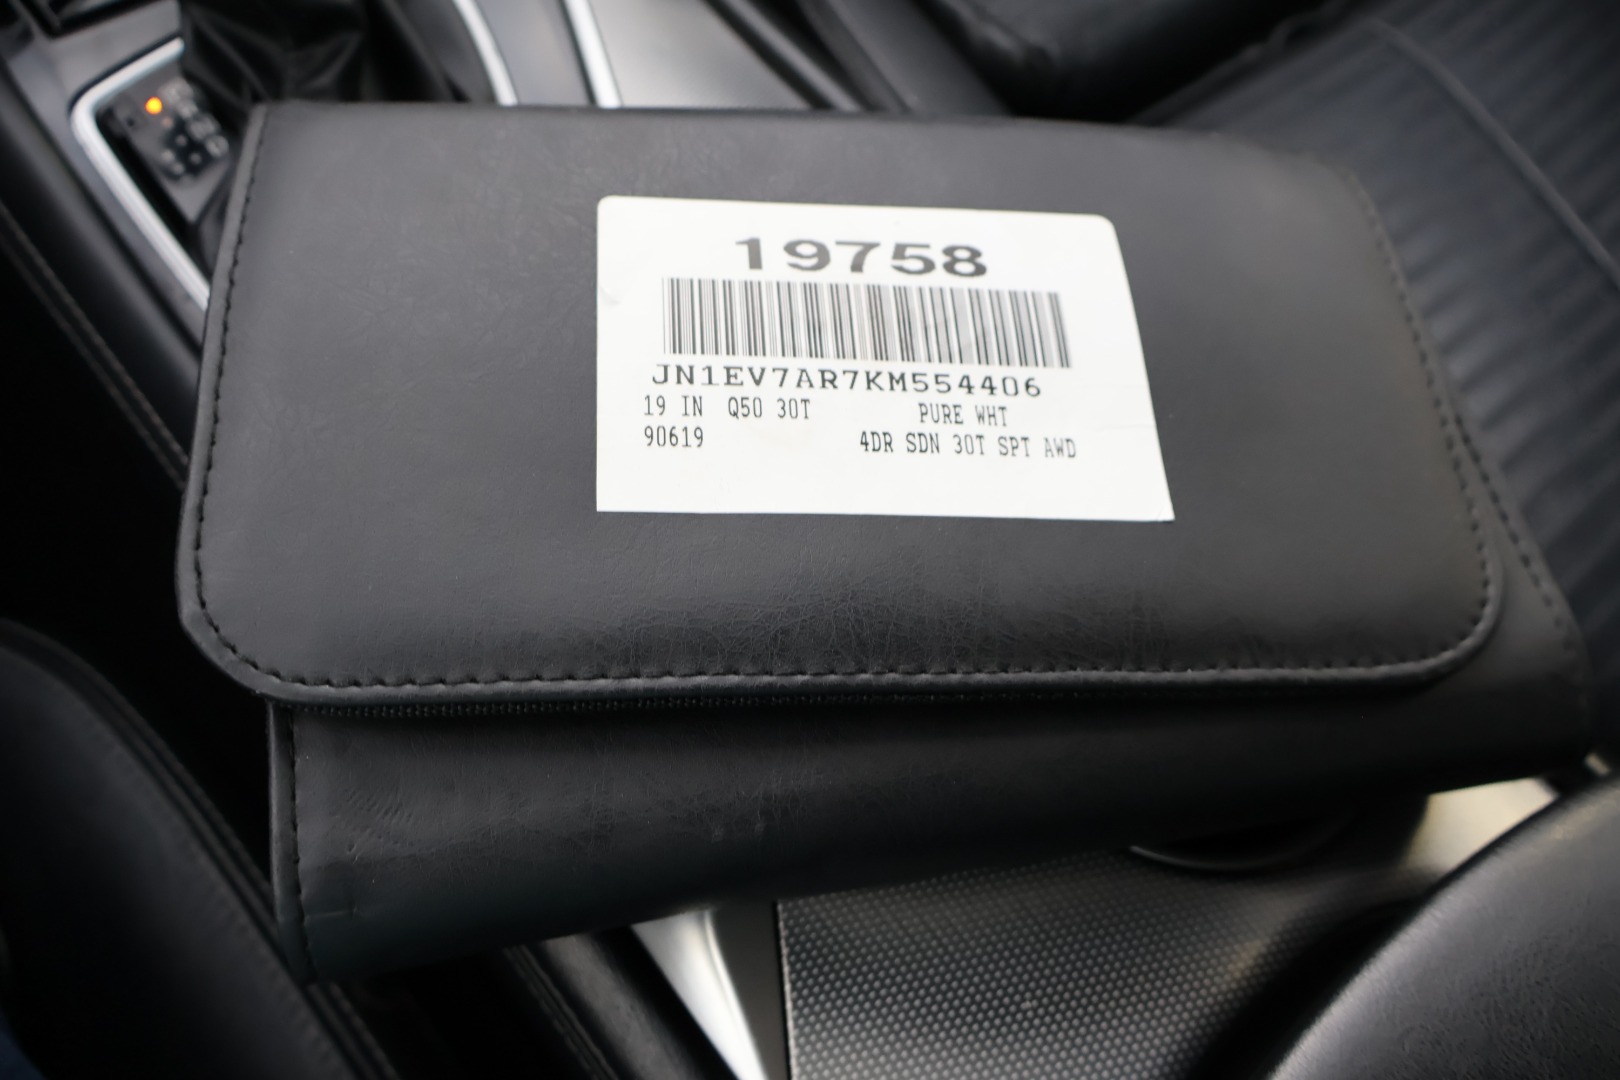 19758
JN1EV7AR7KM554406
19 IN Q50 30T PURE WHT
90619 4DR SDN 30T SPT AWD